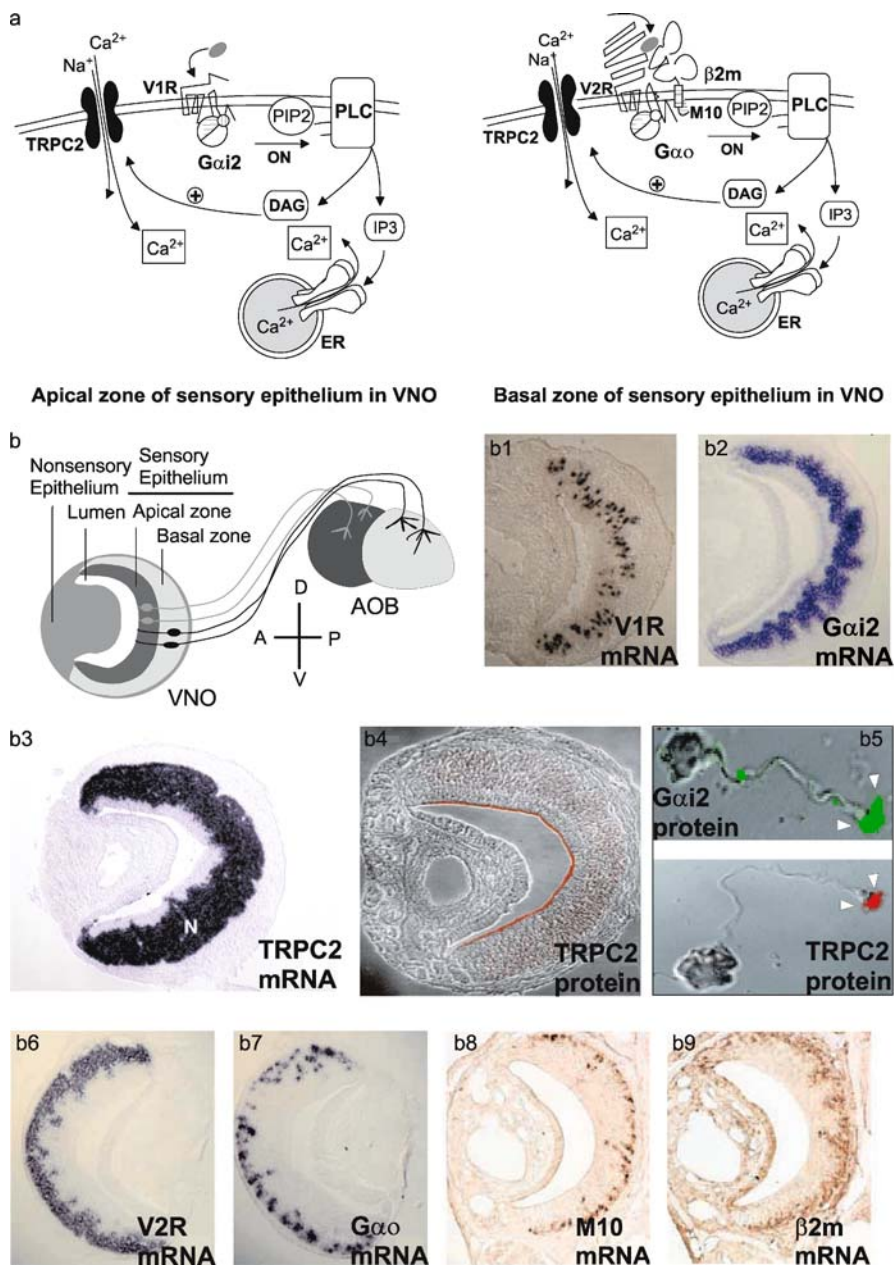 a
Ca²⁺
Na⁺
V1R
PIP2
PLC
TRPC2
Gαi2
ON
+
DAG
Ca²⁺
Ca²⁺
IP3
Ca²⁺
ER
Ca²⁺
Na⁺
V2R
β2m
M10
PIP2
PLC
TRPC2
Gαo
ON
+
DAG
Ca²⁺
Ca²⁺
IP3
Ca²⁺
ER
Apical zone of sensory epithelium in VNO
Basal zone of sensory epithelium in VNO
b
Nonsensory
Epithelium
Sensory
Epithelium
Lumen
Apical zone
Basal zone
AOB
VNO
D
A
P
V
b1
V1R
mRNA
b2
Gαi2
mRNA
b3
N
TRPC2
mRNA
b4
TRPC2
protein
b5
Gαi2
protein
TRPC2
protein
b6
V2R
mRNA
b7
Gαo
mRNA
b8
M10
mRNA
b9
β2m
mRNA